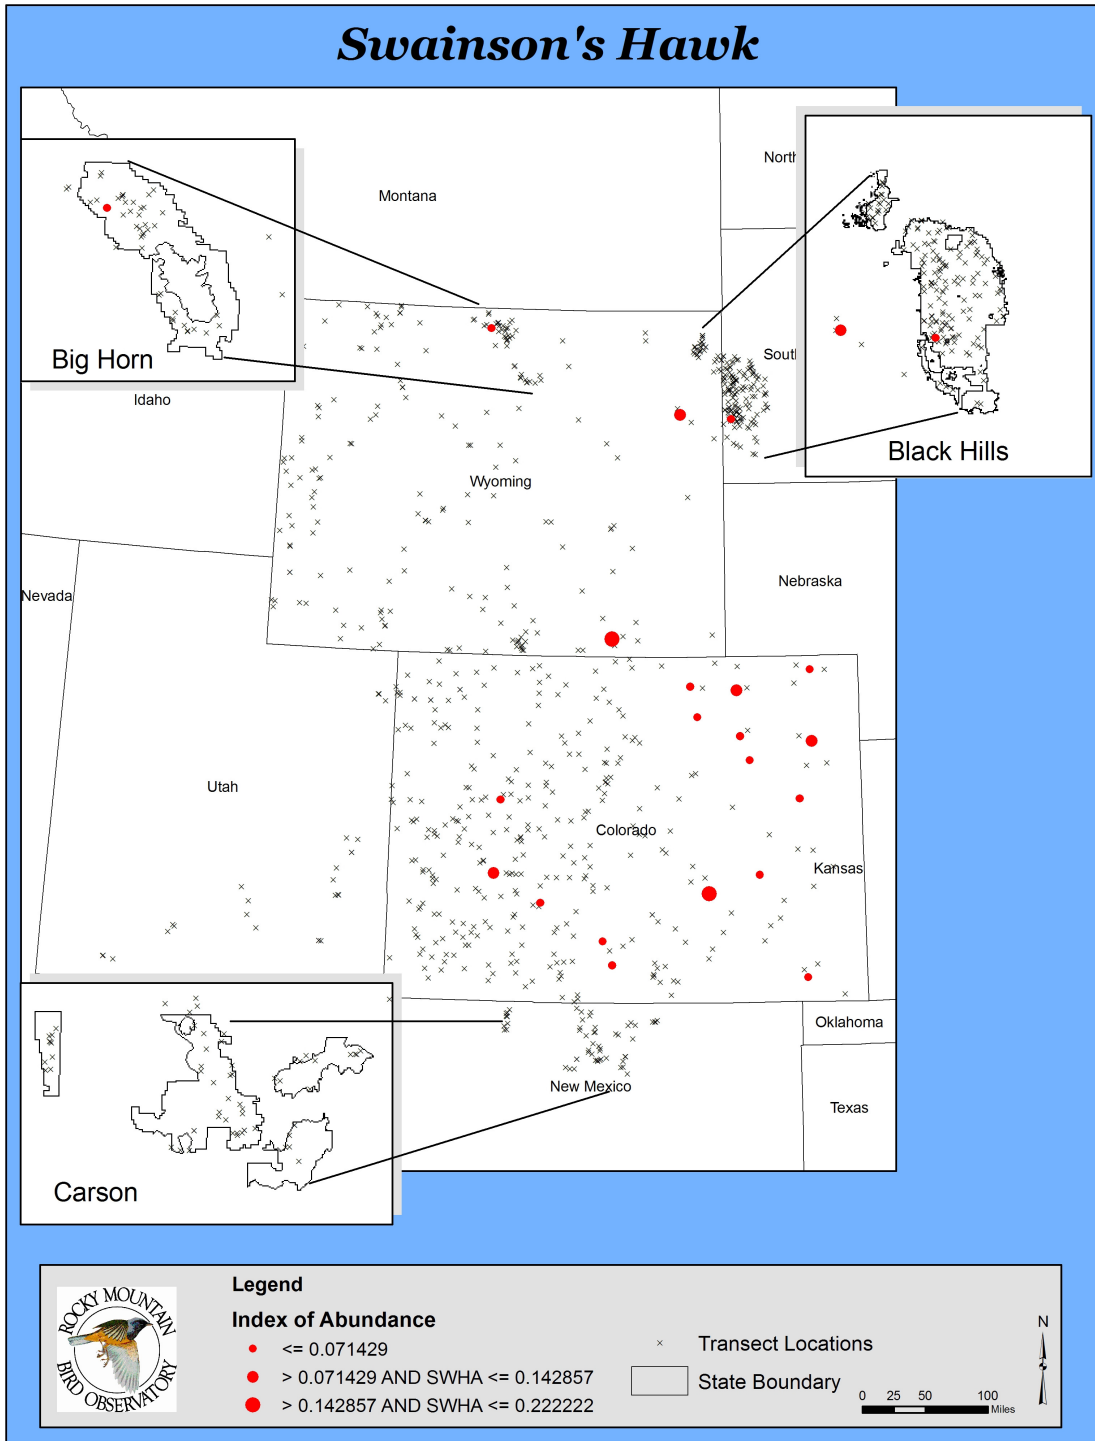 Swainson's Hawk
Montana
North
Big Horn
Idaho
South
Black Hills
Wyoming
Nevada
Nebraska
Utah
Colorado
Kansas
Oklahoma
New Mexico
Texas
Carson
Legend
Index of Abundance
<= 0.071429
> 0.071429 AND SWHA <= 0.142857
> 0.142857 AND SWHA <= 0.222222
Transect Locations
State Boundary
N
0 25 50 100
Miles
ROCKY MOUNTAIN
BIRD OBSERVATORY